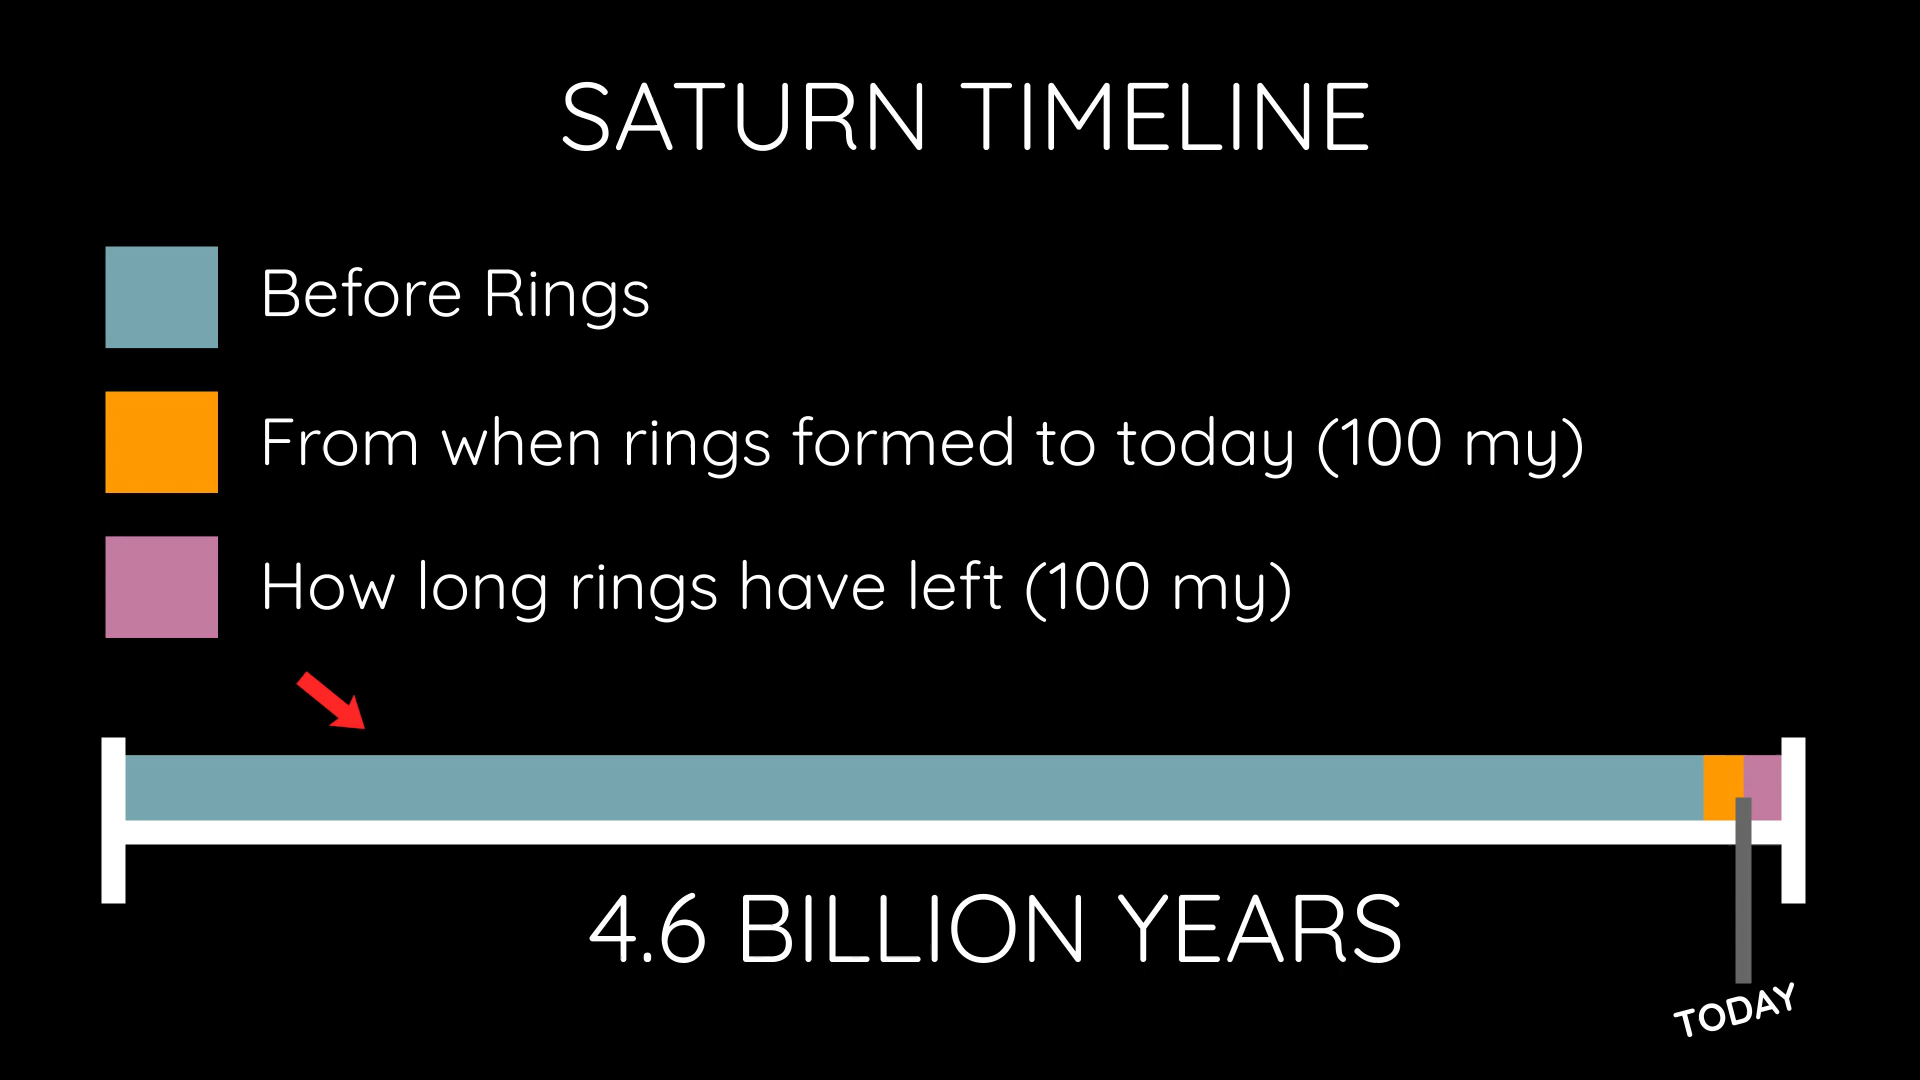 SATURN TIMELINE
Before Rings
From when rings formed to today (100 my)
How long rings have left (100 my)
4.6 BILLION YEARS
TODAY